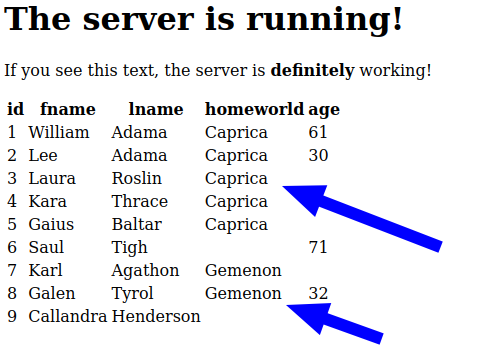 The server is running!
If you see this text, the server is definitely working!
id fname lname homeworld age
1 William Adama Caprica 61
2 Lee Adama Caprica 30
3 Laura Roslin Caprica
4 Kara Thrace Caprica
5 Gaius Baltar Caprica
6 Saul Tigh 71
7 Karl Agathon Gemenon
8 Galen Tyrol Gemenon 32
9 Callandra Henderson